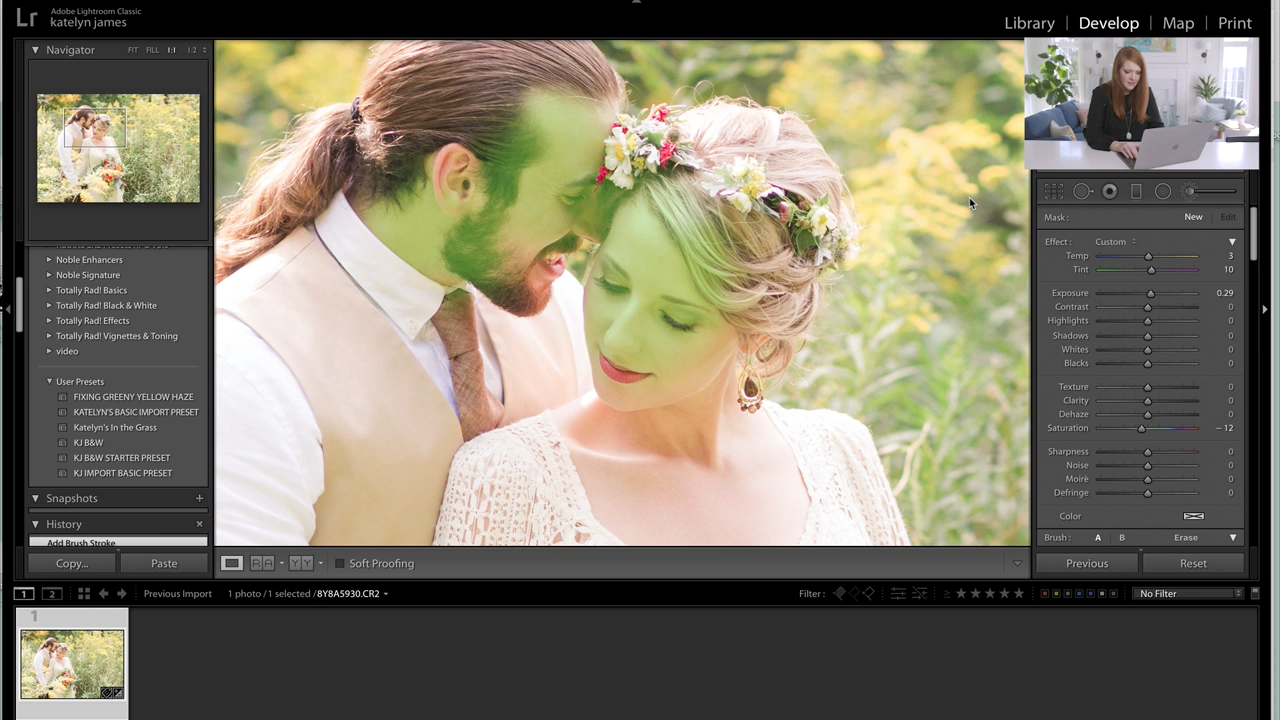 Lr
Adobe Lightroom Classic
katelyn james
Library | Develop | Map | Print
Navigator FIT FILL 1:1 1:2
Noble Enhancers
Noble Signature
Totally Rad! Basics
Totally Rad! Black & White
Totally Rad! Effects
Totally Rad! Vignettes & Toning
video
User Presets
FIXING GREENY YELLOW HAZE
KATELYN'S BASIC IMPORT PRESET
Katelyn's In the Grass
KJ B&W
KJ B&W STARTER PRESET
KJ IMPORT BASIC PRESET
Snapshots +
History ×
Add Brush Stroke
Copy... Paste
R A Y Y Soft Proofing
Mask : New Edit
Effect : Custom
Temp 3
Tint 10
Exposure 0.29
Contrast 0
Highlights 0
Shadows 0
Whites 0
Blacks 0
Texture 0
Clarity 0
Dehaze 0
Saturation – 12
Sharpness 0
Noise 0
Moiré 0
Defringe 0
Color
Brush : A B Erase
Previous Reset
1 2 Previous Import 1 photo / 1 selected / 8Y8A5930.CR2 Filter : ≥ ★★★★★ No Filter
1